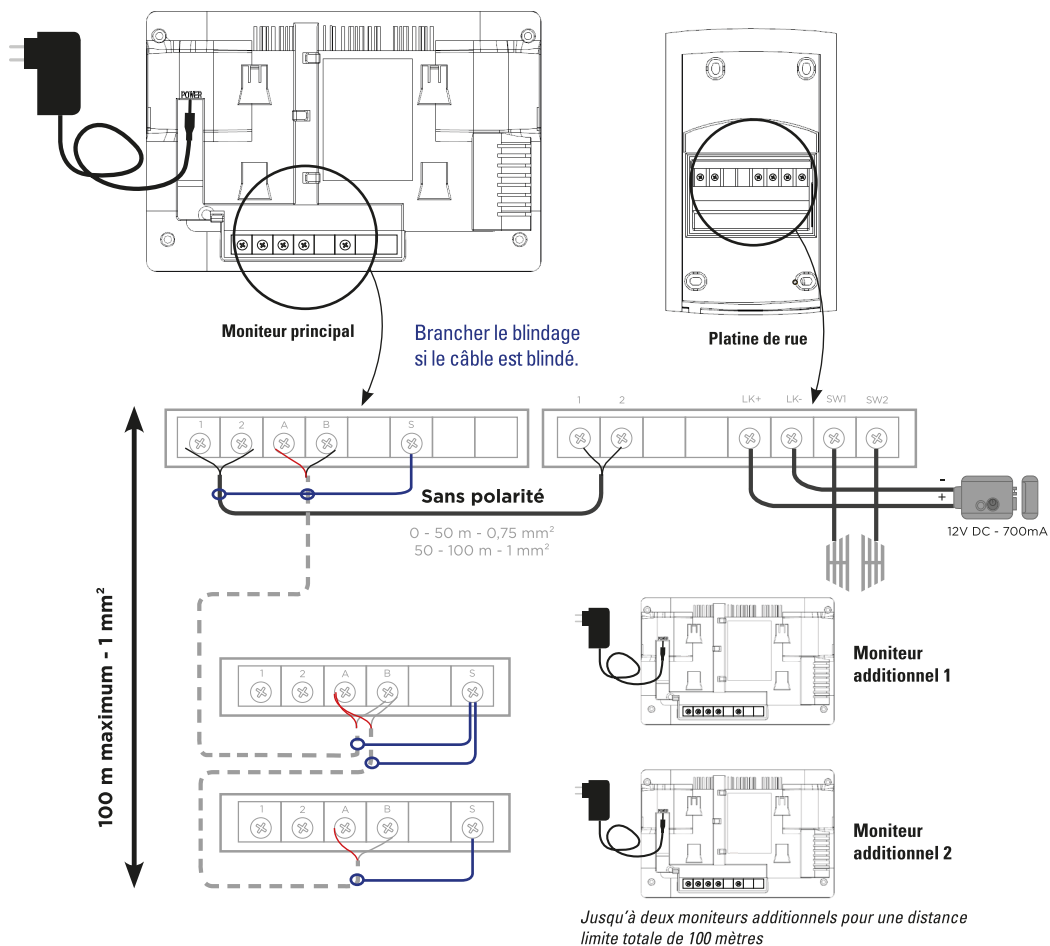 POWER
Moniteur principal
Brancher le blindage
si le câble est blindé.
Platine de rue
1 2 A B S
1 2 LK+ LK- SW1 SW2
Sans polarité
0 - 50 m - 0,75 mm²
50 - 100 m - 1 mm²
-
+
12V DC - 700mA
100 m maximum - 1 mm²
1 2 A B S
POWER
Moniteur
additionnel 1
1 2 A B S
POWER
Moniteur
additionnel 2
Jusqu'à deux moniteurs additionnels pour une distance
limite totale de 100 mètres